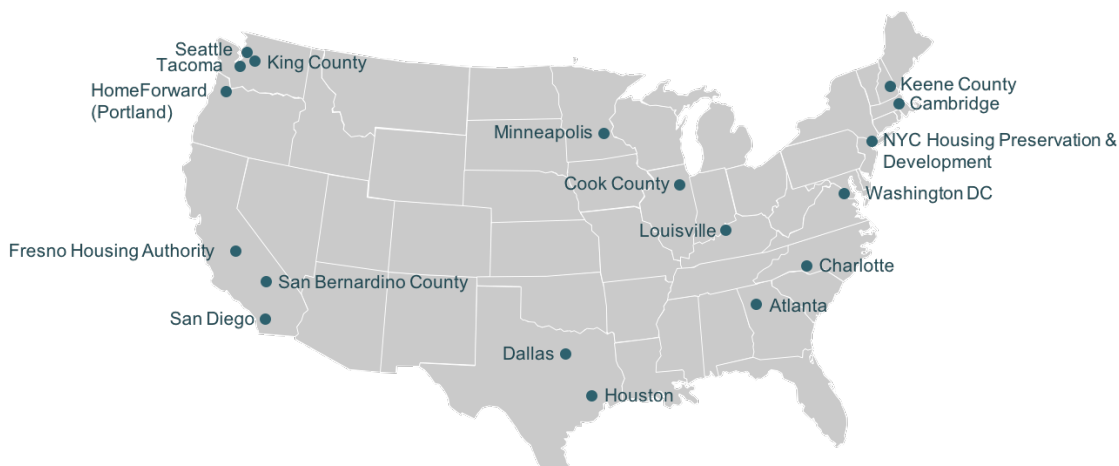 Seattle
Tacoma
King County
HomeForward
(Portland)
Keene County
Cambridge
Minneapolis
NYC Housing Preservation &
Development
Cook County
Washington DC
Louisville
Fresno Housing Authority
Charlotte
San Bernardino County
Atlanta
San Diego
Dallas
Houston